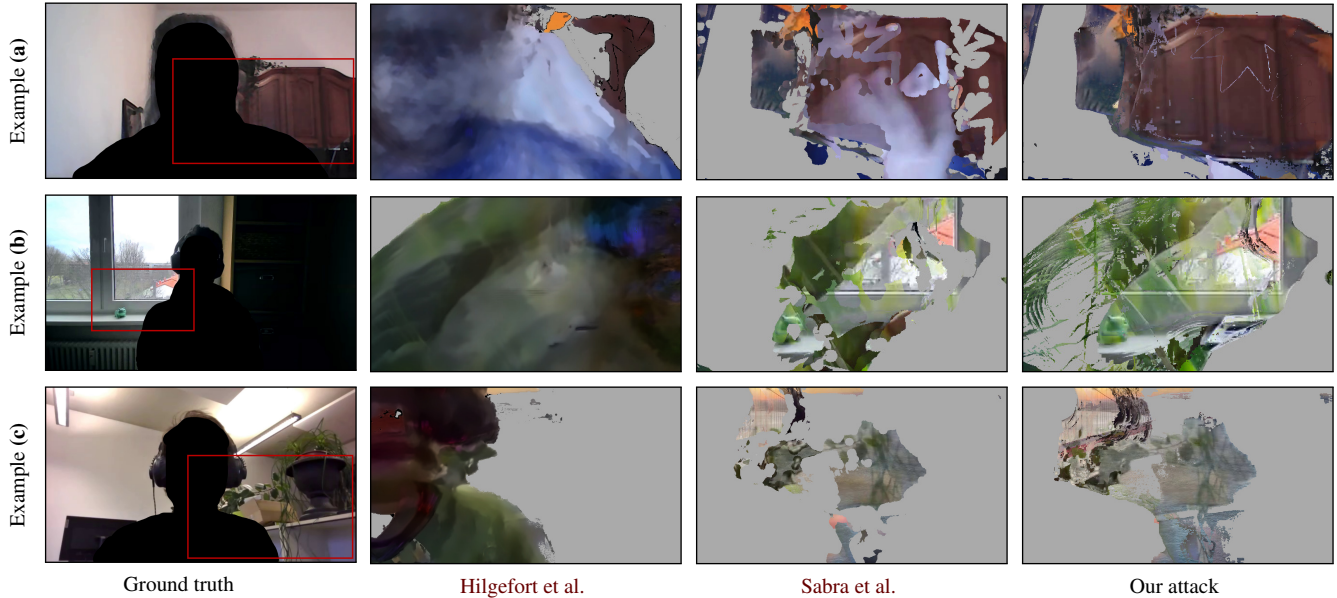 Example (a)
Example (b)
Example (c)
Ground truth
Hilgefort et al.
Sabra et al.
Our attack